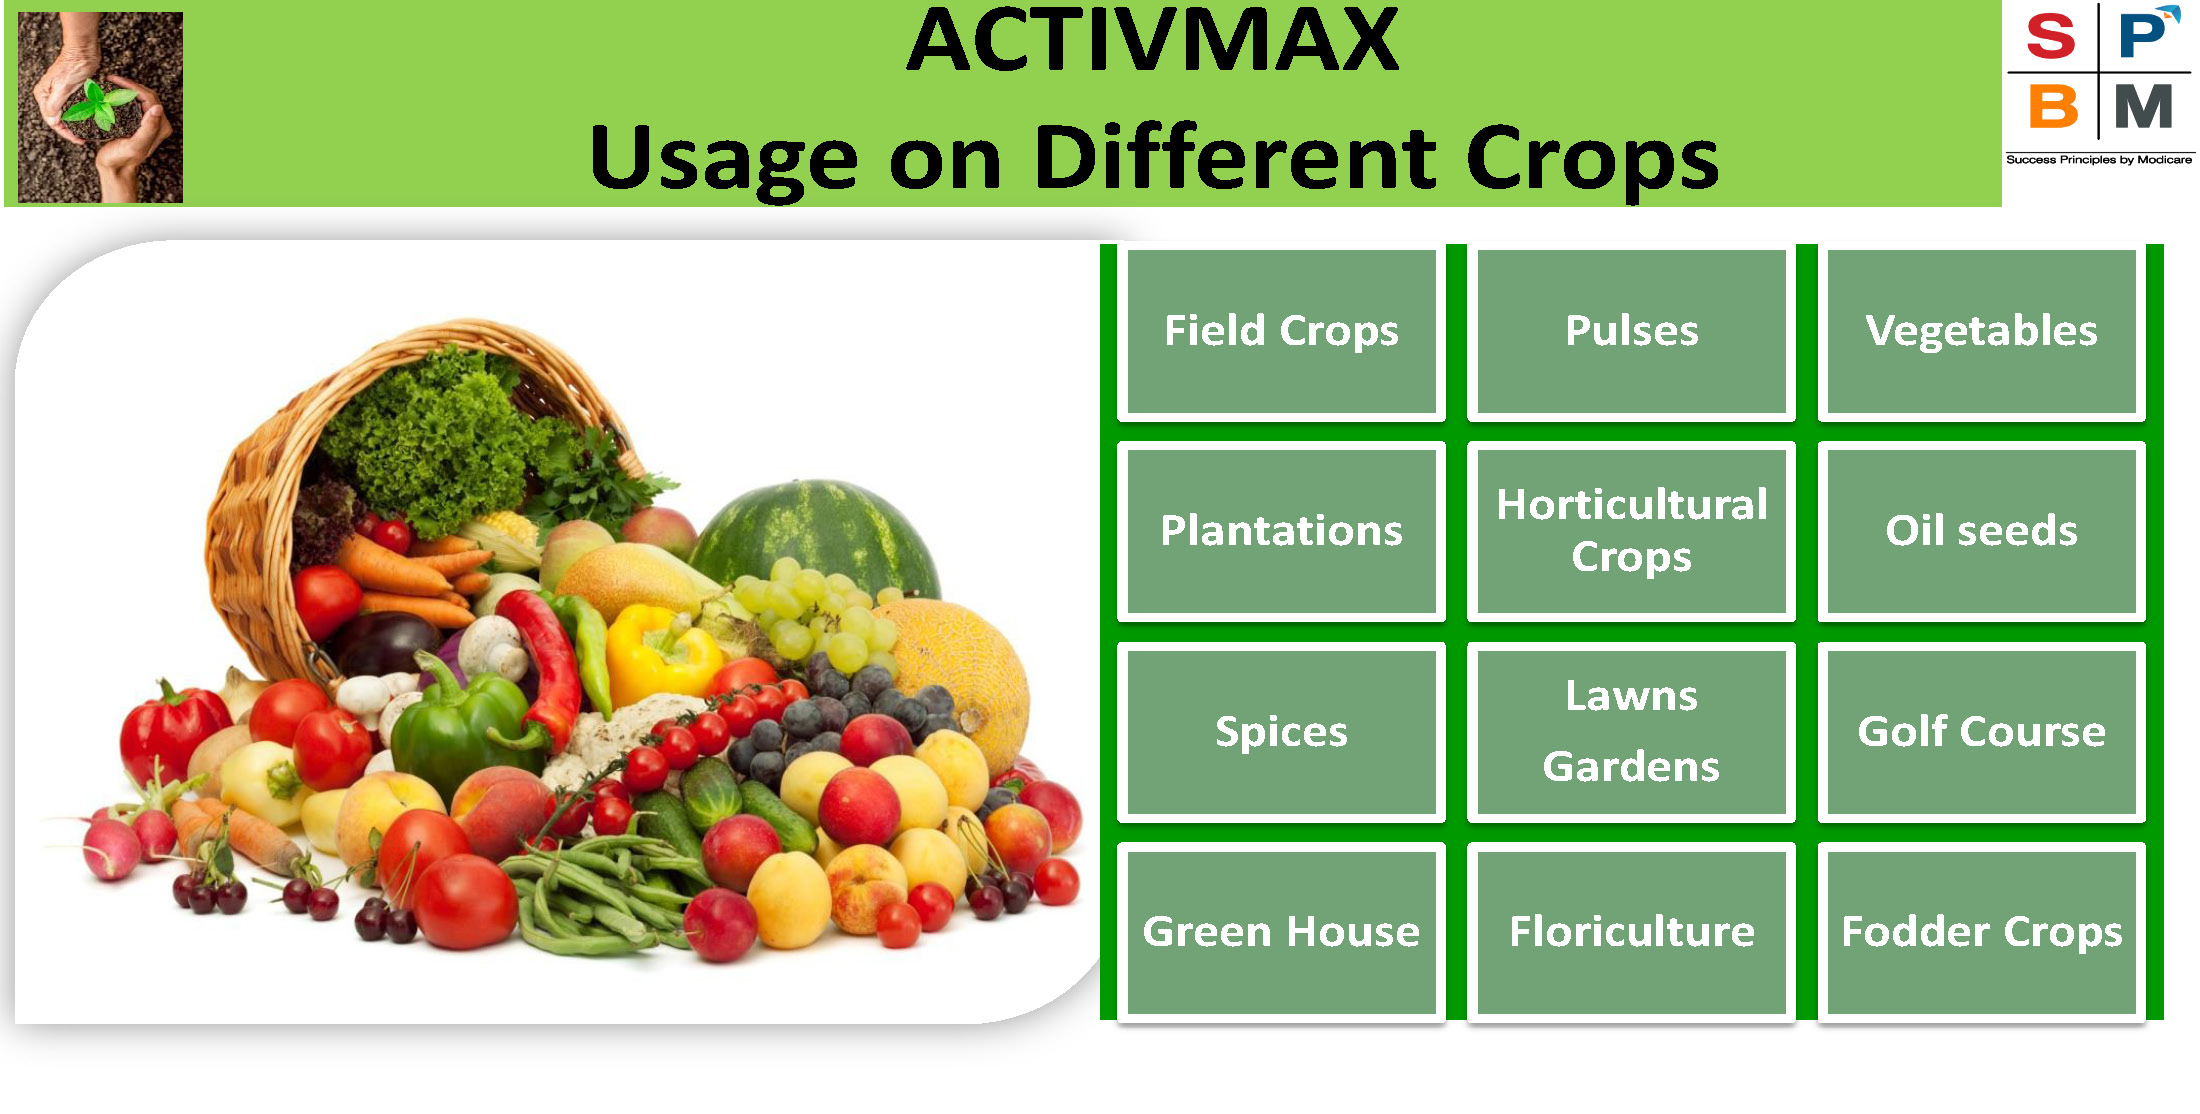 ACTIVMAX
Usage on Different Crops
S P
B M
Success Principles by Modicare
Field Crops
Pulses
Vegetables
Plantations
Horticultural
Crops
Oil seeds
Spices
Lawns
Gardens
Golf Course
Green House
Floriculture
Fodder Crops